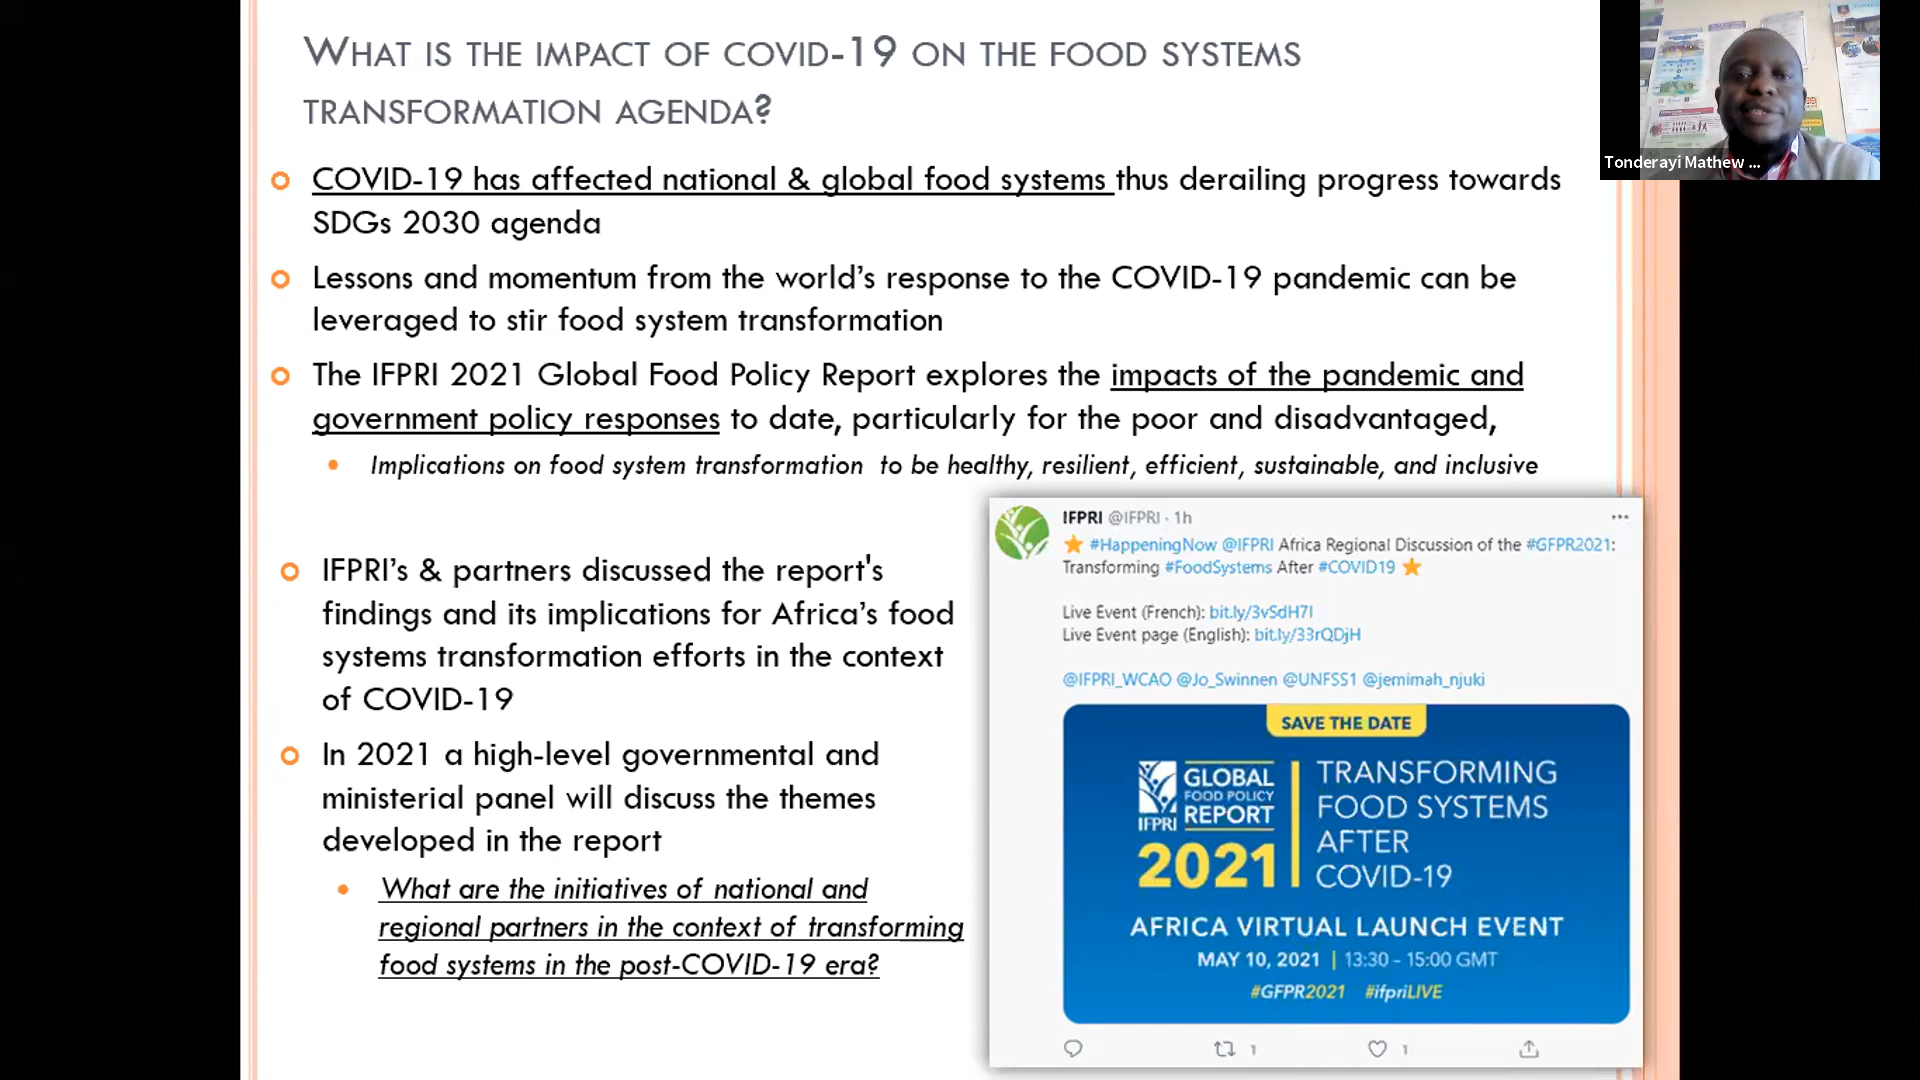 WHAT IS THE IMPACT OF COVID-19 ON THE FOOD SYSTEMS
TRANSFORMATION AGENDA?
COVID-19 has affected national & global food systems thus derailing progress towards
SDGs 2030 agenda
Lessons and momentum from the world's response to the COVID-19 pandemic can be
leveraged to stir food system transformation
The IFPRI 2021 Global Food Policy Report explores the impacts of the pandemic and
government policy responses to date, particularly for the poor and disadvantaged,
Implications on food system transformation to be healthy, resilient, efficient, sustainable, and inclusive
IFPRI's & partners discussed the report's
findings and its implications for Africa's food
systems transformation efforts in the context
of COVID-19
In 2021 a high-level governmental and
ministerial panel will discuss the themes
developed in the report
What are the initiatives of national and
regional partners in the context of transforming
food systems in the post-COVID-19 era?
IFPRI @IFPRI · 1h
#HappeningNow @IFPRI Africa Regional Discussion of the #GFPR2021:
Transforming #FoodSystems After #COVID19
Live Event (French): bit.ly/3vSdH7I
Live Event page (English): bit.ly/33rQDjH
@IFPRI_WCAO @Jo_Swinnen @UNFSS1 @jemimah_njuki
SAVE THE DATE
IFPRI
GLOBAL
FOOD POLICY
REPORT
2021
TRANSFORMING
FOOD SYSTEMS
AFTER
COVID-19
AFRICA VIRTUAL LAUNCH EVENT
MAY 10, 2021 | 13:30 – 15:00 GMT
#GFPR2021 #ifpriLIVE
1 1
Tonderayi Mathew ...